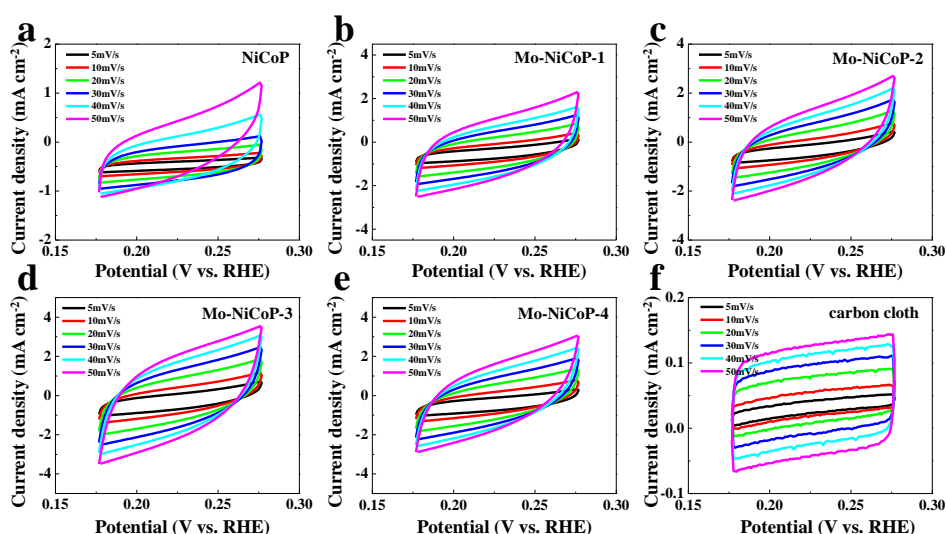 a
NiCoP
5mV/s
10mV/s
20mV/s
30mV/s
40mV/s
50mV/s
2
1
0
-1
-2
0.15
0.20
0.25
0.30
Current density (mA cm-2)
Potential (V vs. RHE)
b
Mo-NiCoP-1
5mV/s
10mV/s
20mV/s
30mV/s
40mV/s
50mV/s
4
2
0
-2
-4
0.15
0.20
0.25
0.30
Current density (mA cm-2)
Potential (V vs. RHE)
c
Mo-NiCoP-2
5mV/s
10mV/s
20mV/s
30mV/s
40mV/s
50mV/s
4
2
0
-2
-4
0.15
0.20
0.25
0.30
Current density (mA cm-2)
Potential (V vs. RHE)
d
Mo-NiCoP-3
5mV/s
10mV/s
20mV/s
30mV/s
40mV/s
50mV/s
4
2
0
-2
-4
0.15
0.20
0.25
0.30
Current density (mA cm-2)
Potential (V vs. RHE)
e
Mo-NiCoP-4
5mV/s
10mV/s
20mV/s
30mV/s
40mV/s
50mV/s
4
2
0
-2
-4
0.15
0.20
0.25
0.30
Current density (mA cm-2)
Potential (V vs. RHE)
f
carbon cloth
5mV/s
10mV/s
20mV/s
30mV/s
40mV/s
50mV/s
0.2
0.1
0.0
-0.1
0.15
0.20
0.25
0.30
Current density (mA cm-2)
Potential (V vs. RHE)